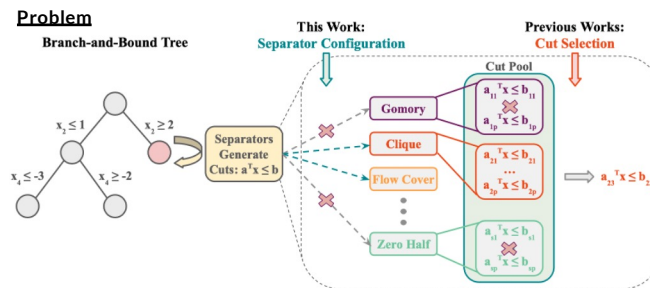 Problem
This Work:
Separator Configuration
Previous Works:
Cut Selection
Branch-and-Bound Tree
Cut Pool
x₂ ≤ 1
x₂ ≥ 2
x₄ ≤ -3
x₄ ≥ -2
Separators
Generate
Cuts: aᵀx ≤ b
Gomory
a₁₁ᵀx ≤ b₁₁
a₁ₚᵀx ≤ b₁ₚ
Clique
a₂₁ᵀx ≤ b₂₁
...
a₂ₚᵀx ≤ b₂ₚ
Flow Cover
Zero Half
aₛ₁ᵀx ≤ bₛ₁
aₛₚᵀx ≤ bₛₚ